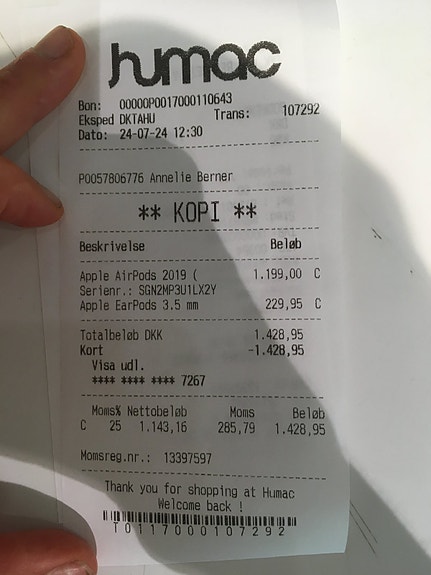 humac
Bon: 00000P0017000110643
Eksped DKTAHU Trans: 107292
Dato: 24-07-24 12:30
P0057806776 Annelie Berner
** KOPI **
Beskrivelse Beløb
Apple AirPods 2019 ( 1.199,00 C
Serienr.: SGN2MP3U1LX2Y
Apple EarPods 3.5 mm 229,95 C
Totalbeløb DKK 1.428,95
Kort -1.428,95
Visa udl.
**** **** **** 7267
Moms% Nettobeløb Moms Beløb
C 25 1.143,16 285,79 1.428,95
Momsreg.nr.: 13397597
Thank you for shopping at Humac
Welcome back !
T0117000107292